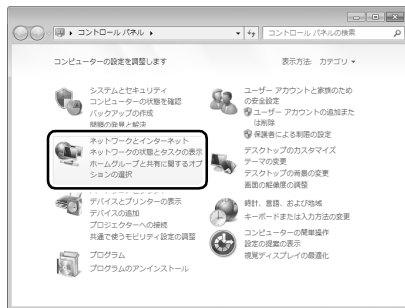 コントロール パネル
コントロール パネルの検索
コンピューターの設定を調整します
表示方法: カテゴリ
システムとセキュリティ
コンピューターの状態を確認
バックアップの作成
問題の発見と解決
ネットワークとインターネット
ネットワークの状態とタスクの表示
ホームグループと共有に関するオプ
ションの選択
デバイスとプリンターの表示
デバイスの追加
プロジェクターへの接続
共通で使うモビリティ設定の調整
プログラム
プログラムのアンインストール
ユーザー アカウントと家族のため
の安全設定
ユーザー アカウントの追加また
は削除
保護者による制限の設定
デスクトップのカスタマイズ
テーマの変更
デスクトップの背景の変更
画面の解像度の調整
時計、言語、および地域
キーボードまたは入力方法の変更
コンピューターの簡単操作
設定の提案の表示
視覚ディスプレイの最適化